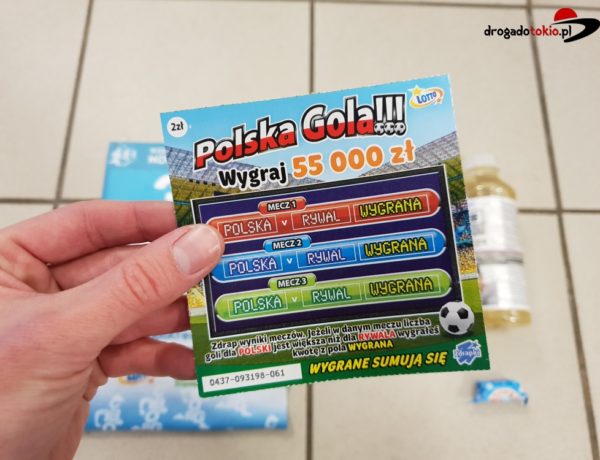 drogadotokio.pl
2zł
LOTTO
Polska Gola!!!
Wygraj 55 000 zł
MECZ 1
POLSKA v RYWAL WYGRANA
MECZ 2
POLSKA v RYWAL WYGRANA
MECZ 3
POLSKA v RYWAL WYGRANA
Zdrap wyniki meczów. Jeżeli w danym meczu liczba
goli dla POLSKI jest większa niż dla RYWALA wygrałeś
kwotę z pola WYGRANA
WYGRANE SUMUJĄ SIĘ
zdrapki
0437-093198-061